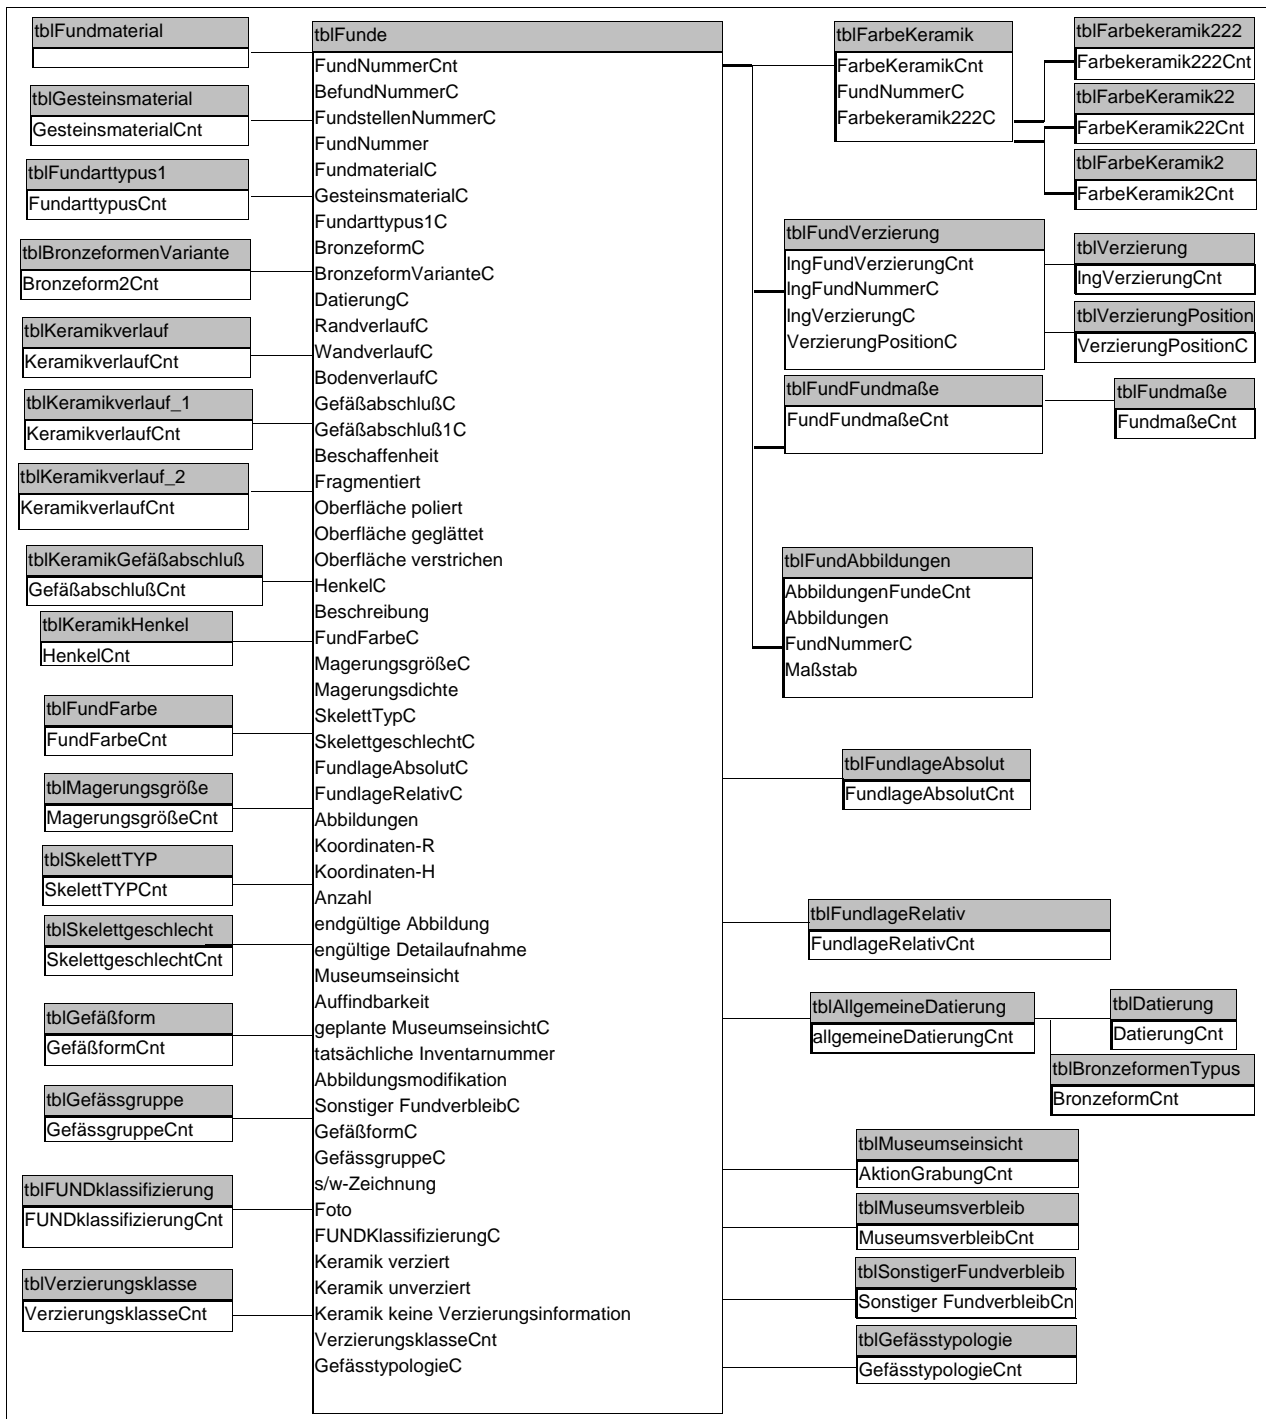 tblFundmaterial
tblGesteinsmaterial
GesteinsmaterialCnt
tblFundarttypus1
FundarttypusCnt
tblBronzeformenVariante
Bronzeform2Cnt
tblKeramikverlauf
KeramikverlaufCnt
tblKeramikverlauf_1
KeramikverlaufCnt
tblKeramikverlauf_2
KeramikverlaufCnt
tblKeramikGefäßabschluß
GefäßabschlußCnt
tblKeramikHenkel
HenkelCnt
tblFundFarbe
FundFarbeCnt
tblMagerungsgröße
MagerungsgrößeCnt
tblSkelettTYP
SkelettTYPCnt
tblSkelettgeschlecht
SkelettgeschlechtCnt
tblGefäßform
GefäßformCnt
tblGefässgruppe
GefässgruppeCnt
tblFUNDklassifizierung
FUNDklassifizierungCnt
tblVerzierungsklasse
VerzierungsklasseCnt
tblFunde
FundNummerCnt
BefundNummerC
FundstellenNummerC
FundNummer
FundmaterialC
GesteinsmaterialC
Fundarttypus1C
BronzeformC
BronzeformVarianteC
DatierungC
RandverlaufC
WandverlaufC
BodenverlaufC
GefäßabschlußC
Gefäßabschluß1C
Beschaffenheit
Fragmentiert
Oberfläche poliert
Oberfläche geglättet
Oberfläche verstrichen
HenkelC
Beschreibung
FundFarbeC
MagerungsgrößeC
Magerungsdichte
SkelettTypC
SkelettgeschlechtC
FundlageAbsolutC
FundlageRelativC
Abbildungen
Koordinaten-R
Koordinaten-H
Anzahl
endgültige Abbildung
engültige Detailaufnahme
Museumseinsicht
Auffindbarkeit
geplante MuseumseinsichtC
tatsächliche Inventarnummer
Abbildungsmodifikation
Sonstiger FundverbleibC
GefäßformC
GefässgruppeC
s/w-Zeichnung
Foto
FUNDKlassifizierungC
Keramik verziert
Keramik unverziert
Keramik keine Verzierungsinformation
VerzierungsklasseCnt
GefässtypologieC
tblFarbeKeramik
FarbeKeramikCnt
FundNummerC
Farbekeramik222C
tblFarbekeramik222
Farbekeramik222Cnt
tblFarbeKeramik22
FarbeKeramik22Cnt
tblFarbeKeramik2
FarbeKeramik2Cnt
tblFundVerzierung
lngFundVerzierungCnt
lngFundNummerC
lngVerzierungC
VerzierungPositionC
tblVerzierung
lngVerzierungCnt
tblVerzierungPosition
VerzierungPositionC
tblFundFundmaße
FundFundmaßeCnt
tblFundmaße
FundmaßeCnt
tblFundAbbildungen
AbbildungenFundeCnt
Abbildungen
FundNummerC
Maßstab
tblFundlageAbsolut
FundlageAbsolutCnt
tblFundlageRelativ
FundlageRelativCnt
tblAllgemeineDatierung
allgemeineDatierungCnt
tblDatierung
DatierungCnt
tblBronzeformenTypus
BronzeformCnt
tblMuseumseinsicht
AktionGrabungCnt
tblMuseumsverbleib
MuseumsverbleibCnt
tblSonstigerFundverbleib
Sonstiger FundverbleibCn
tblGefässtypologie
GefässtypologieCnt